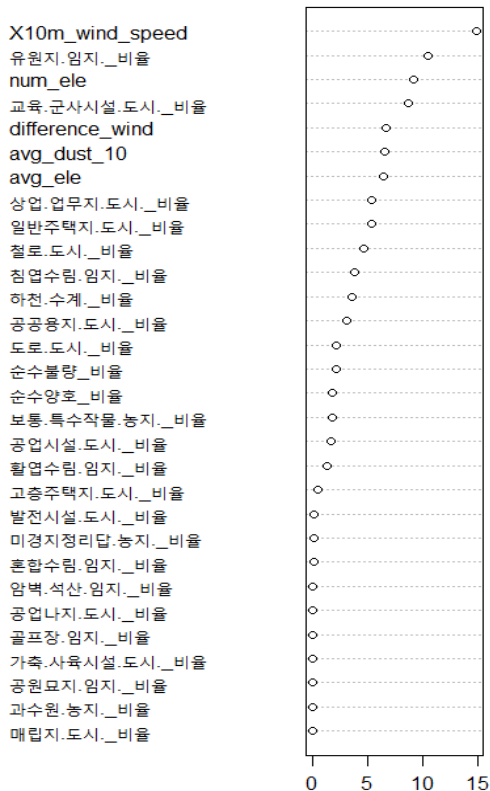 X10m_wind_speed
유원지.임지._비율
num_ele
교육.군사시설.도시._비율
difference_wind
avg_dust_10
avg_ele
상업.업무지.도시._비율
일반주택지.도시._비율
철로.도시._비율
침엽수림.임지._비율
하천.수계._비율
공공용지.도시._비율
도로.도시._비율
순수불량_비율
순수양호_비율
보통.특수작물.농지._비율
공업시설.도시._비율
활엽수림.임지._비율
고층주택지.도시._비율
발전시설.도시._비율
미경지정리답.농지._비율
혼합수림.임지._비율
암벽.석산.임지._비율
공업나지.도시._비율
골프장.임지._비율
가축.사육시설.도시._비율
공원묘지.임지._비율
과수원.농지._비율
매립지.도시._비율
0 5 10 15